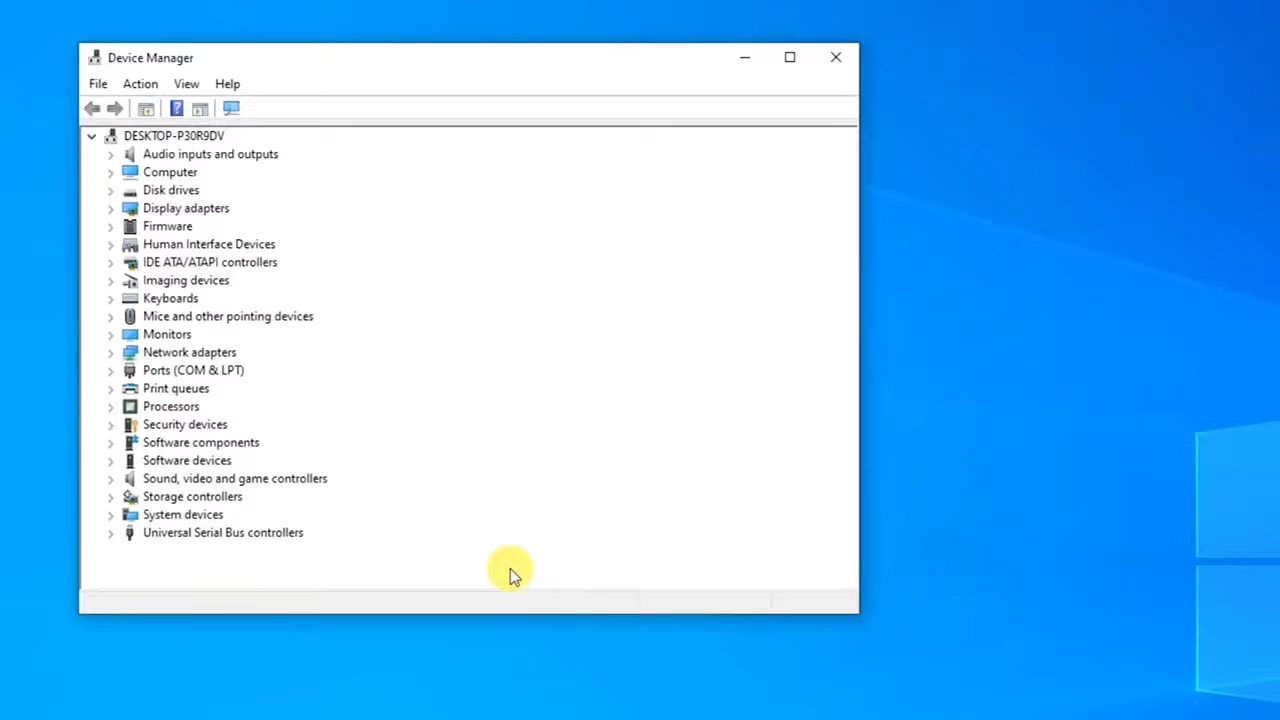 Device Manager
File Action View Help
DESKTOP-P30R9DV
Audio inputs and outputs
Computer
Disk drives
Display adapters
Firmware
Human Interface Devices
IDE ATA/ATAPI controllers
Imaging devices
Keyboards
Mice and other pointing devices
Monitors
Network adapters
Ports (COM & LPT)
Print queues
Processors
Security devices
Software components
Software devices
Sound, video and game controllers
Storage controllers
System devices
Universal Serial Bus controllers